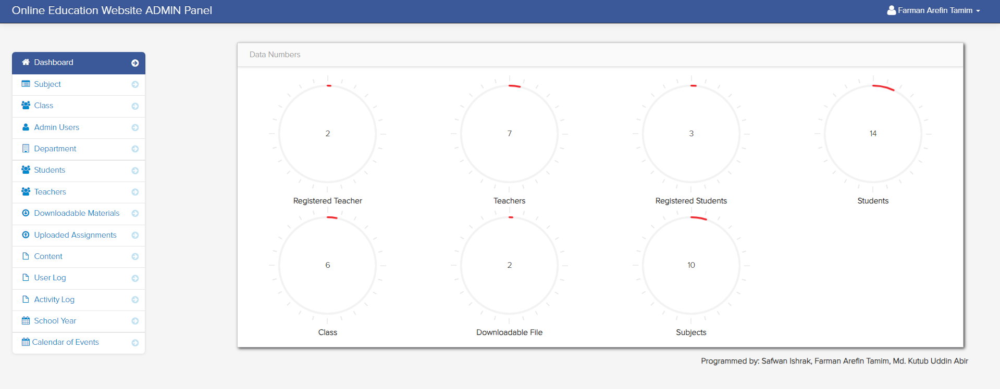 Online Education Website ADMIN Panel
Farman Arefin Tamim
Dashboard
Subject
Class
Admin Users
Department
Students
Teachers
Downloadable Materials
Uploaded Assignments
Content
User Log
Activity Log
School Year
Calendar of Events
Data Numbers
2
7
3
14
Registered Teacher
Teachers
Registered Students
Students
6
2
10
Class
Downloadable File
Subjects
Programmed by: Safwan Ishrak, Farman Arefin Tamim, Md. Kutub Uddin Abir